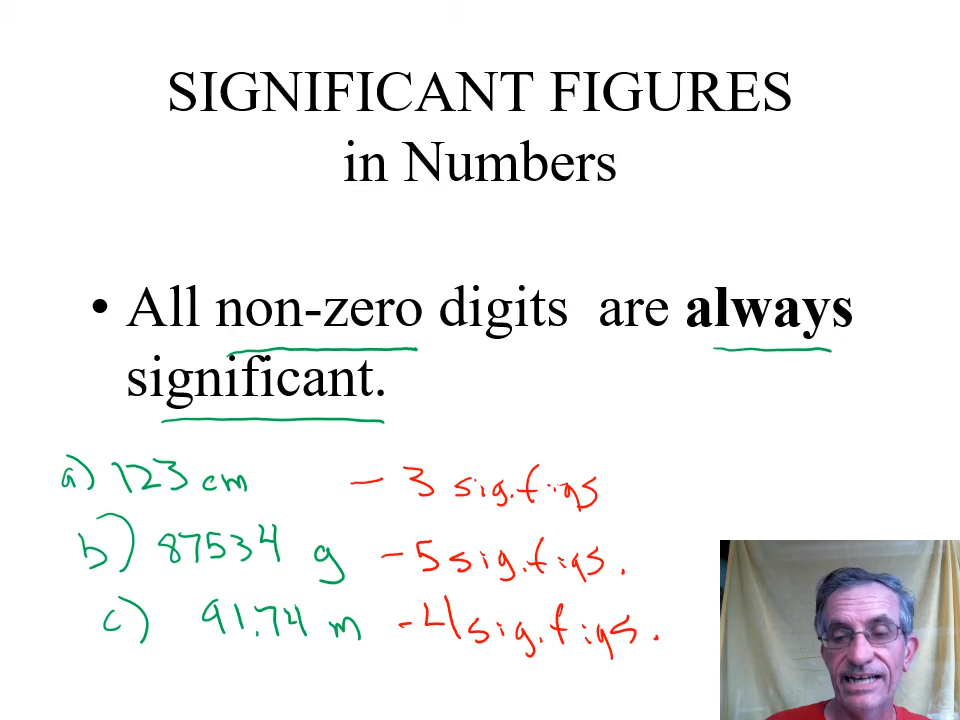 SIGNIFICANT FIGURES
in Numbers
• All non-zero digits are always
significant.
a) 123 cm - 3 sig.figs
b) 87534 g - 5 sig.figs.
c) 91.74 m - 4 sig.figs.